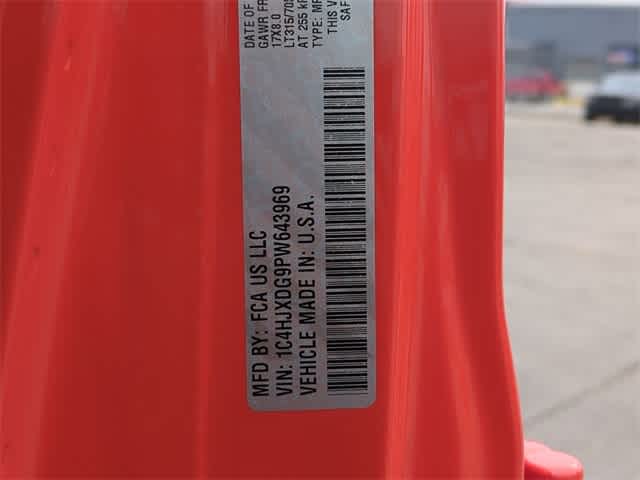 DATE OF
GAWR FR
17X8.0
LT315/70
AT 255 k
TYPE: MP
THIS V
SAF
MFD BY: FCA US LLC
VIN: 1C4HJXDG9PW643969
VEHICLE MADE IN: U.S.A.